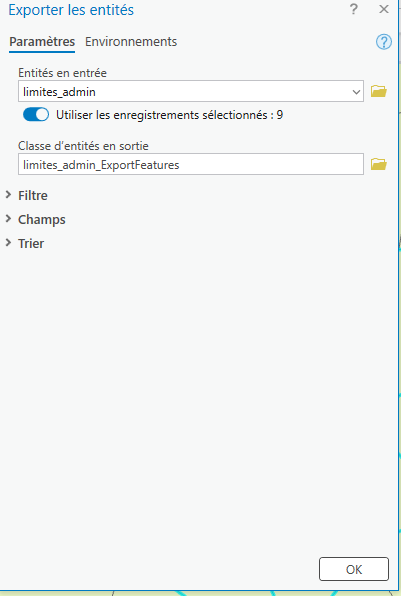 Exporter les entités ? ×
Paramètres Environnements ?
Entités en entrée
limites_admin
Utiliser les enregistrements sélectionnés : 9
Classe d'entités en sortie
limites_admin_ExportFeatures
Filtre
Champs
Trier
OK